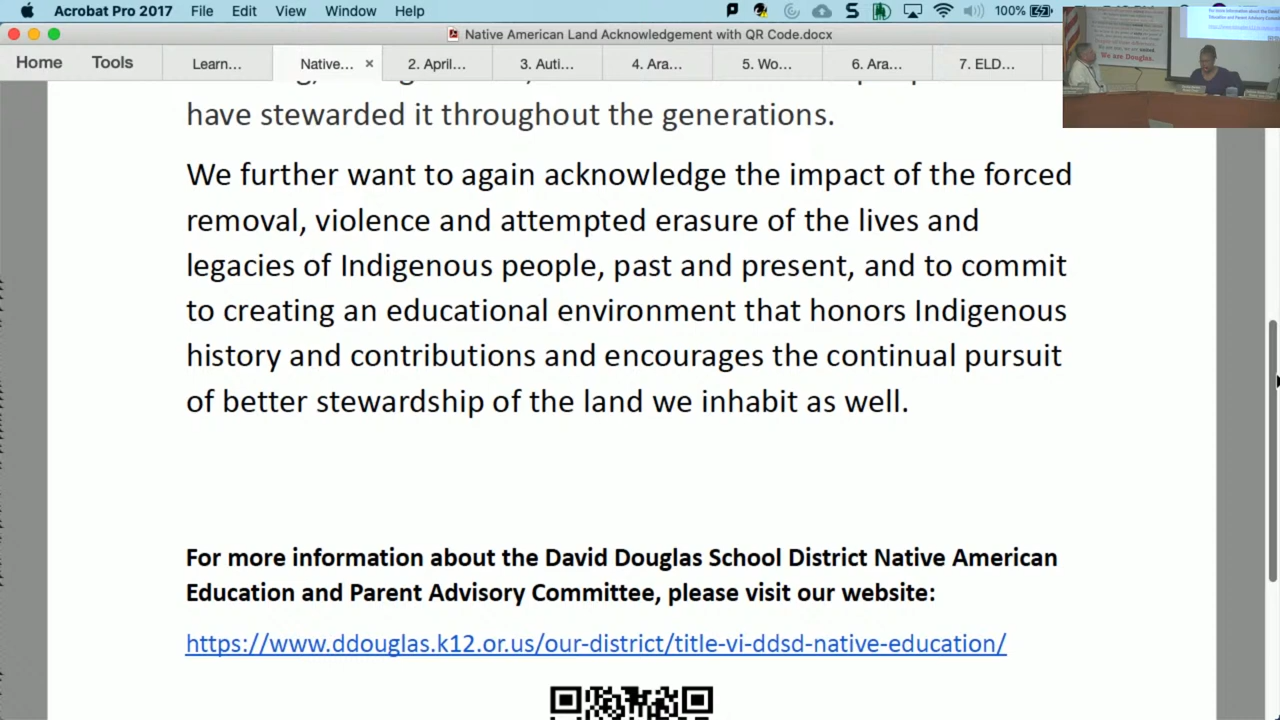 Acrobat Pro 2017 File Edit View Window Help 100%
Native American Land Acknowledgement with QR Code.docx
Home Tools Learn... Native... × 2. April... 3. Auti... 4. Ara... 5. Wo... 6. Ara... 7. ELD...
have stewarded it throughout the generations.
We further want to again acknowledge the impact of the forced
removal, violence and attempted erasure of the lives and
legacies of Indigenous people, past and present, and to commit
to creating an educational environment that honors Indigenous
history and contributions and encourages the continual pursuit
of better stewardship of the land we inhabit as well.
For more information about the David Douglas School District Native American
Education and Parent Advisory Committee, please visit our website:
https://www.ddouglas.k12.or.us/our-district/title-vi-ddsd-native-education/
We are Douglas.